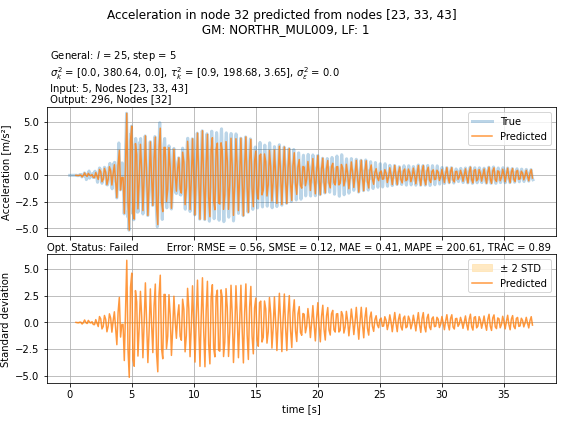 Acceleration in node 32 predicted from nodes [23, 33, 43]
GM: NORTHR_MUL009, LF: 1
General: l = 25, step = 5
σ²ₖ = [0.0, 380.64, 0.0], τ²ₖ = [0.9, 198.68, 3.65], σ²ₑ = 0.0
Input: 5, Nodes [23, 33, 43]
Output: 296, Nodes [32]
Acceleration [m/s²]
5.0
2.5
0.0
−2.5
−5.0
True
Predicted
Opt. Status: Failed Error: RMSE = 0.56, SMSE = 0.12, MAE = 0.41, MAPE = 200.61, TRAC = 0.89
Standard deviation
5.0
2.5
0.0
−2.5
−5.0
± 2 STD
Predicted
0 5 10 15 20 25 30 35
time [s]